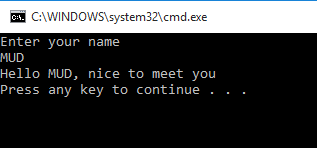 C:\WINDOWS\system32\cmd.exe
Enter your name
MUD
Hello MUD, nice to meet you
Press any key to continue . . .